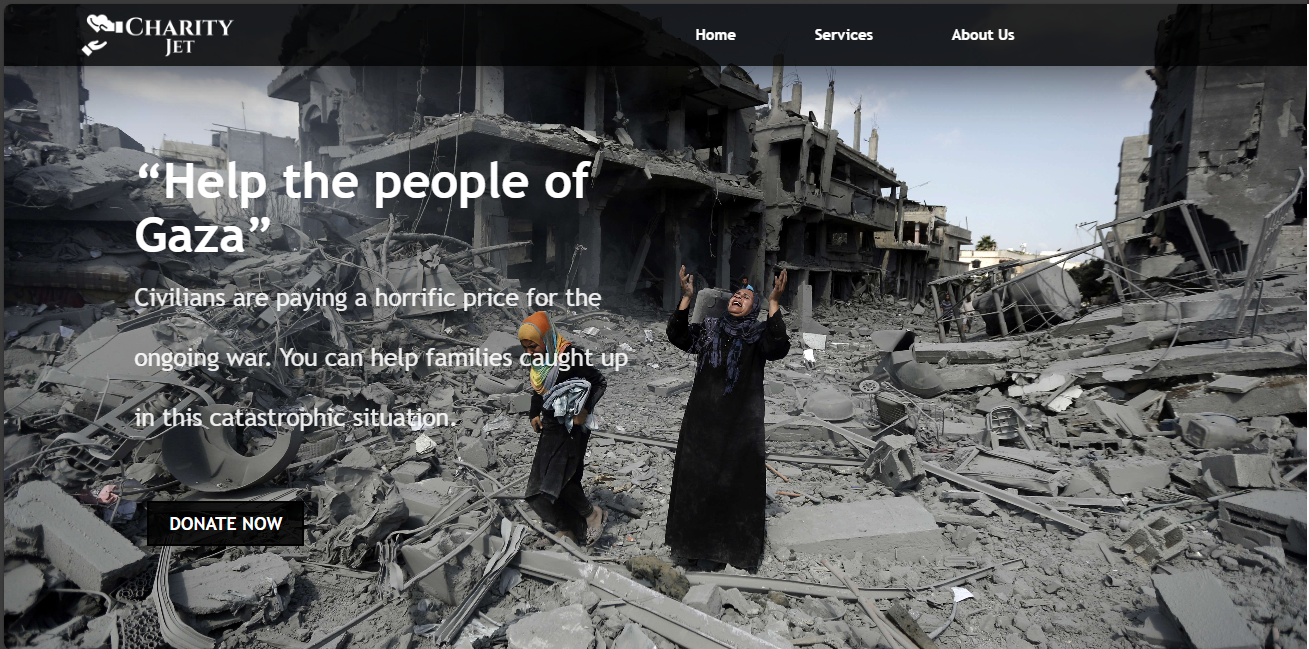 CHARITY
JET
Home
Services
About Us
“Help the people of
Gaza”
Civilians are paying a horrific price for the
ongoing war. You can help families caught up
in this catastrophic situation.
DONATE NOW